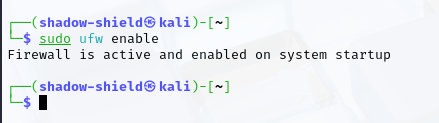 ┌──(shadow-shield㉿kali)-[~]
└─$ sudo ufw enable
Firewall is active and enabled on system startup
┌──(shadow-shield㉿kali)-[~]
└─$